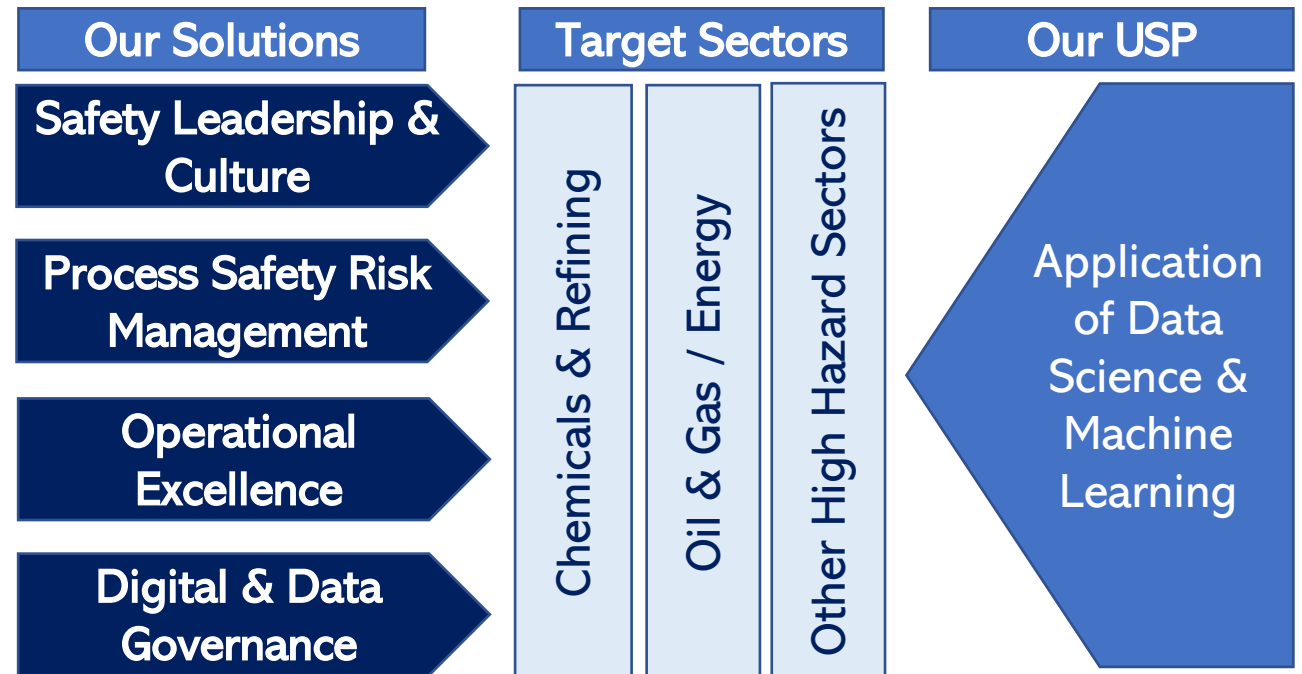 Our Solutions
Safety Leadership &
Culture
Process Safety Risk
Management
Operational
Excellence
Digital & Data
Governance
Target Sectors
Chemicals & Refining
Oil & Gas / Energy
Other High Hazard Sectors
Our USP
Application
of Data
Science &
Machine
Learning